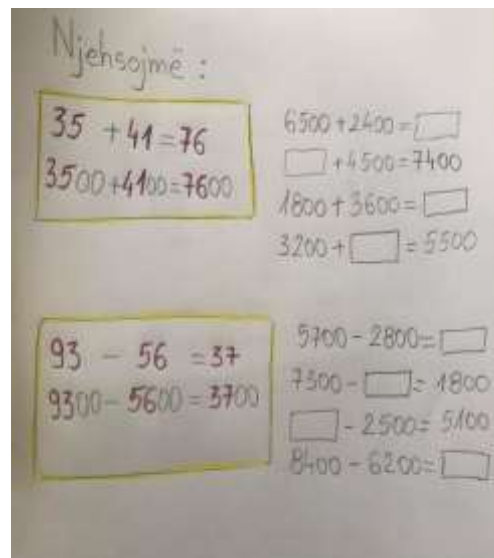 Njehsojmë :
35 + 41 = 76
3500 + 4100 = 7600
6500 + 2400 = □
□ + 4500 = 7400
1800 + 3600 = □
3200 + □ = 5500
93 - 56 = 37
9300 - 5600 = 3700
5700 - 2800 = □
7300 - □ = 1800
□ - 2500 = 5100
8400 - 6200 = □